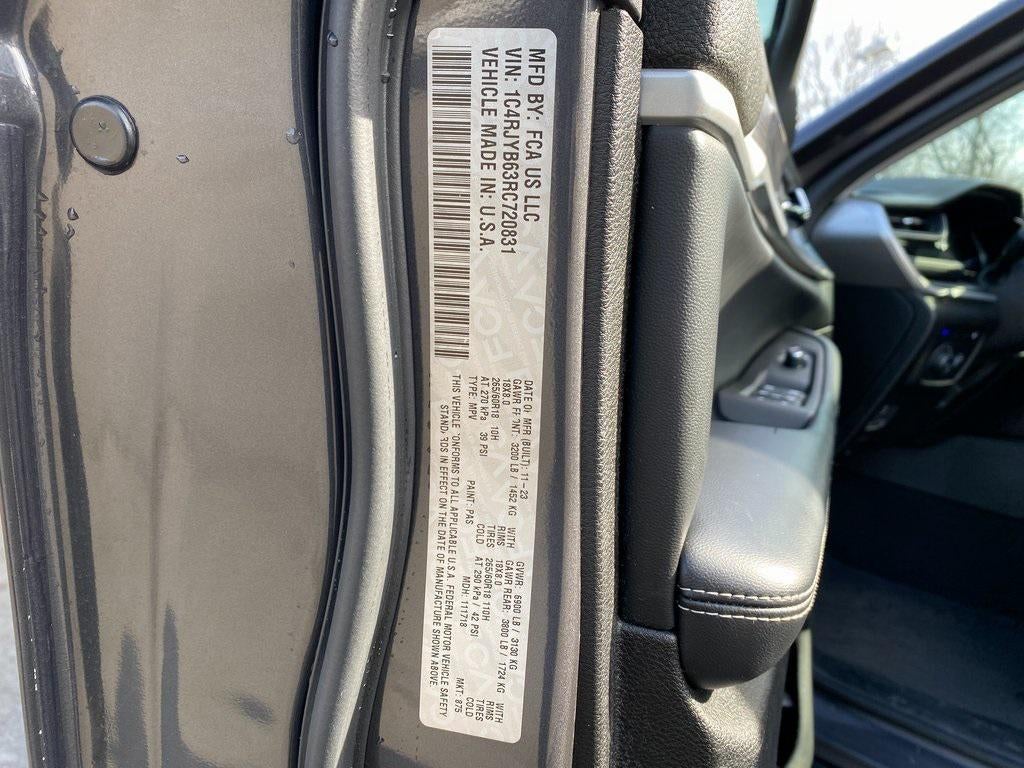 MFD BY: FCA US LLC
VIN: 1C4RJYB63RC720831
VEHICLE MADE IN: U.S.A.
DATE OF MFR (BUILT): 11-23 GVWR: 6900 LB / 3130 KG
GAWR 3200 LB / 1452 KG WITH GAWR REAR: 3800 LB / 1724 KG WITH
18X8.0 RIMS 18X8.0 RIMS
265/60R18 TIRES 265/60R18 110H TIRES
AT 270 kPa 39 PSI COLD AT 290 kPa / 42 PSI COLD
TYPE: MPV PAINT: PAS MDH: 111718 MKT: 875
THIS VEHICLE TO ALL APPLICABLE U.S.A. FEDERAL MOTOR VEHICLE SAFETY
IN EFFECT ON THE DATE OF MANUFACTURE SHOWN ABOVE.
FCA